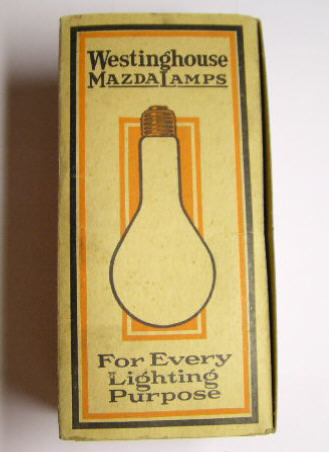 Westinghouse
MAZDA LAMPS
For Every
Lighting
Purpose